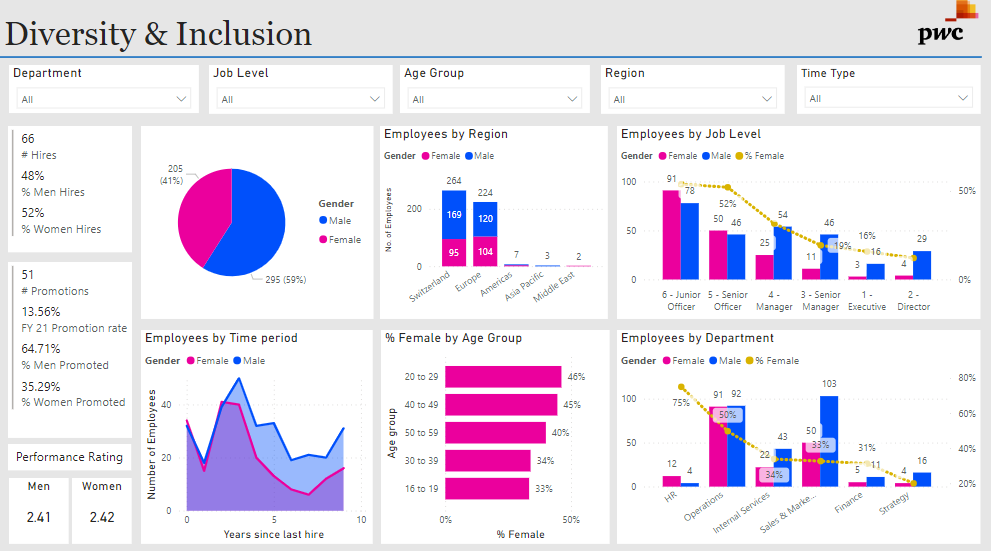 Diversity & Inclusion
pwc
Department
Job Level
Age Group
Region
Time Type
All
All
All
All
All
66
# Hires
48%
% Men Hires
52%
% Women Hires
51
# Promotions
13.56%
FY 21 Promotion rate
64.71%
% Men Promoted
35.29%
% Women Promoted
Performance Rating
Men
Women
2.41
2.42
205
(41%)
295 (59%)
Gender
Male
Female
Employees by Region
Gender Female Male
No. of Employees
200
0
264
224
169
120
95
104
7
3
2
Switzerland
Europe
Americas
Asia Pacific
Middle East
Employees by Job Level
Gender Female Male % Female
100
50
0
50%
0%
91
78
52%
50
46
25
54
11
46
19%
16%
3
16
4
29
6 - Junior
Officer
5 - Senior
Officer
4 -
Manager
3 - Senior
Manager
1 -
Executive
2 -
Director
Employees by Time period
Gender Female Male
Number of Employees
40
20
0
0
5
10
Years since last hire
% Female by Age Group
Age group
20 to 29
46%
40 to 49
45%
50 to 59
40%
30 to 39
34%
16 to 19
33%
0%
50%
% Female
Employees by Department
Gender Female Male % Female
100
50
0
80%
60%
40%
20%
75%
12
4
91
92
50%
22
43
34%
50
103
33%
31%
5
11
4
16
HR
Operations
Internal Services
Sales & Marke...
Finance
Strategy